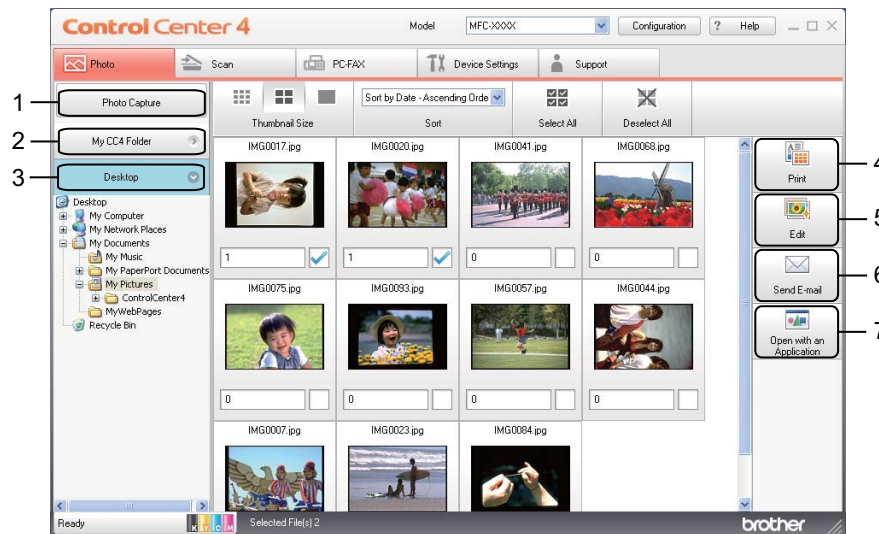 Control Center 4
Model
MFC-XXXX
Configuration
? Help
Photo
Scan
PC-FAX
Device Settings
Support
1
Photo Capture
2
My CC4 Folder
3
Desktop
Desktop
My Computer
My Network Places
My Documents
My Music
My PaperPort Documents
My Pictures
ControlCenter4
MyWebPages
Recycle Bin
Thumbnail Size
Sort by Date - Ascending Orde
Sort
Select All
Deselect All
IMG0017.jpg
IMG0020.jpg
IMG0041.jpg
IMG0068.jpg
1
1
0
0
IMG0075.jpg
IMG0093.jpg
IMG0057.jpg
IMG0044.jpg
0
0
0
0
IMG0007.jpg
IMG0023.jpg
IMG0084.jpg
Print
4
Edit
5
Send E-mail
6
Open with an
Application
7
Ready
K Y C M
Selected File(s) 2
brother